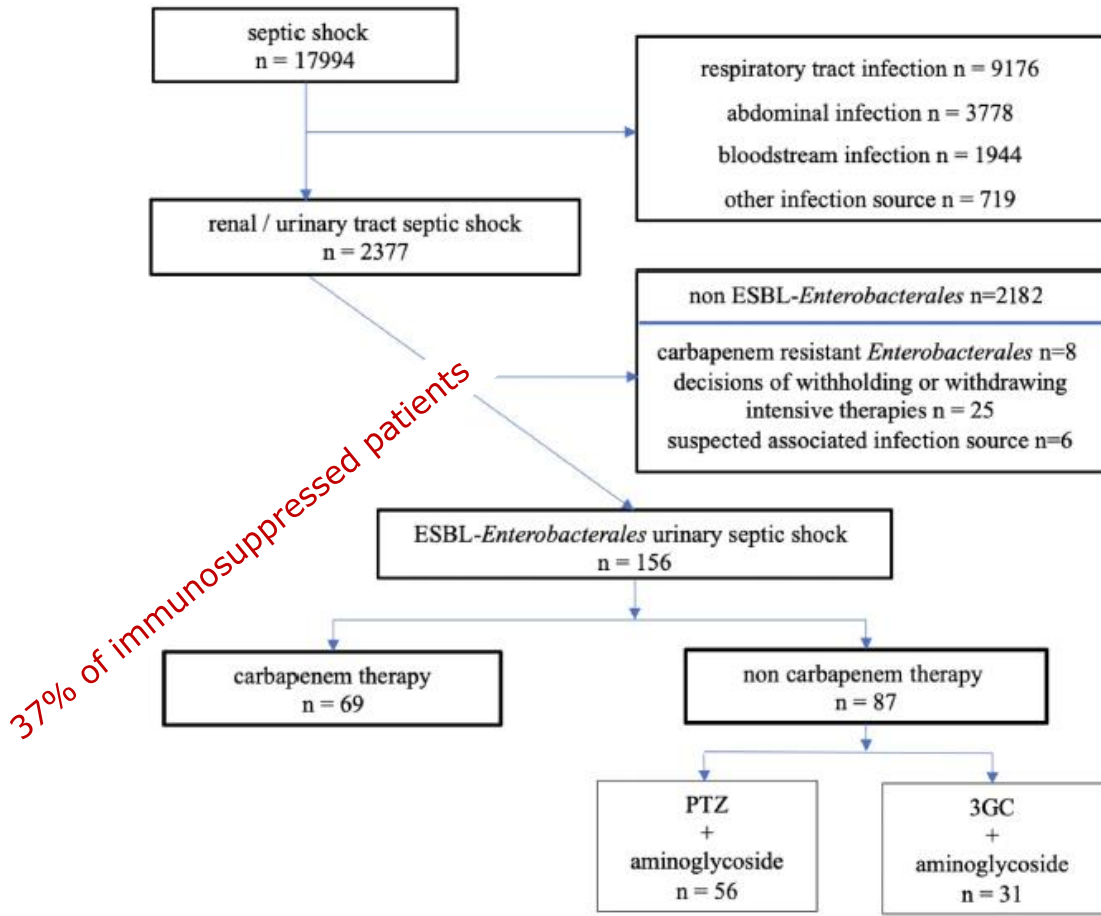 septic shock
n = 17994
respiratory tract infection n = 9176
abdominal infection n = 3778
bloodstream infection n = 1944
other infection source n = 719
renal / urinary tract septic shock
n = 2377
non ESBL-Enterobacterales n=2182
carbapenem resistant Enterobacterales n=8
decisions of withholding or withdrawing
intensive therapies n = 25
suspected associated infection source n=6
37% of immunosuppressed patients
ESBL-Enterobacterales urinary septic shock
n = 156
carbapenem therapy
n = 69
non carbapenem therapy
n = 87
PTZ
+
aminoglycoside
n = 56
3GC
+
aminoglycoside
n = 31